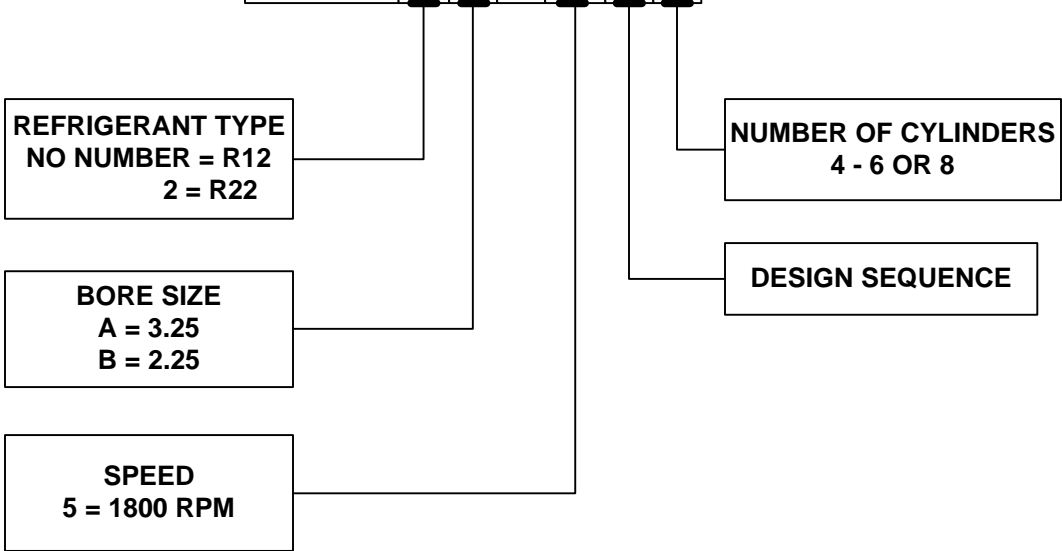 REFRIGERANT TYPE
NO NUMBER = R12
2 = R22
NUMBER OF CYLINDERS
4 - 6 OR 8
BORE SIZE
A = 3.25
B = 2.25
DESIGN SEQUENCE
SPEED
5 = 1800 RPM